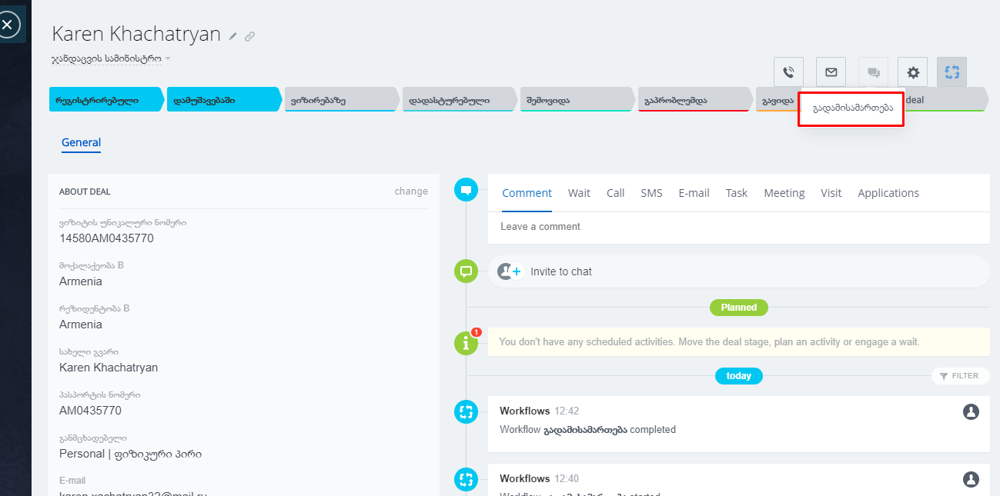 Karen Khachatryan
ჯანდაცვის სამინისტრო
რეგისტრირებული
დამუშავებაში
ვიზირებაზე
დადასტურებული
შემოვიდა
გაპრობლემდა
გავიდა
deal
გადამისამართება
General
ABOUT DEAL
change
ვიზიტის უნიკალური ნომერი
14580AM0435770
მოქალაქეობა B
Armenia
რეზიდენტობა B
Armenia
სახელი გვარი
Karen Khachatryan
პასპორტის ნომერი
AM0435770
განმცხადებელი
Personal | ფიზიკური პირი
E-mail
Comment Wait Call SMS E-mail Task Meeting Visit Applications
Leave a comment
Invite to chat
Planned
1
You don't have any scheduled activities. Move the deal stage, plan an activity or engage a wait.
today
FILTER
Workflows 12:42
Workflow გადამისამართება completed
Workflows 12:40